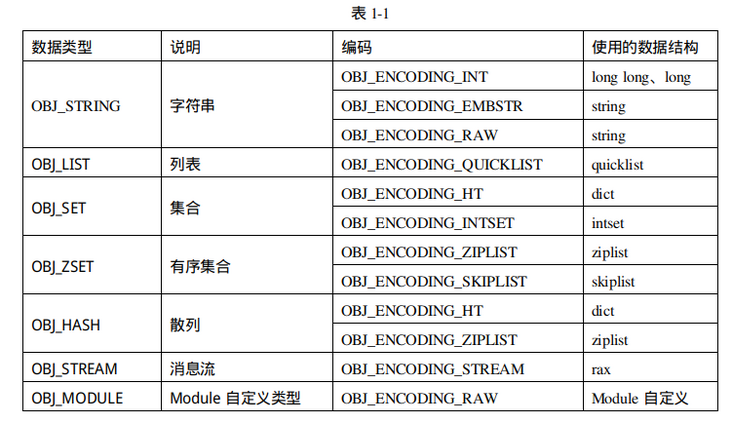 表 1-1
数据类型 说明 编码 使用的数据结构
OBJ_STRING 字符串 OBJ_ENCODING_INT long long、long
OBJ_ENCODING_EMBSTR string
OBJ_ENCODING_RAW string
OBJ_LIST 列表 OBJ_ENCODING_QUICKLIST quicklist
OBJ_SET 集合 OBJ_ENCODING_HT dict
OBJ_ENCODING_INTSET intset
OBJ_ZSET 有序集合 OBJ_ENCODING_ZIPLIST ziplist
OBJ_ENCODING_SKIPLIST skiplist
OBJ_HASH 散列 OBJ_ENCODING_HT dict
OBJ_ENCODING_ZIPLIST ziplist
OBJ_STREAM 消息流 OBJ_ENCODING_STREAM rax
OBJ_MODULE Module 自定义类型 OBJ_ENCODING_RAW Module 自定义